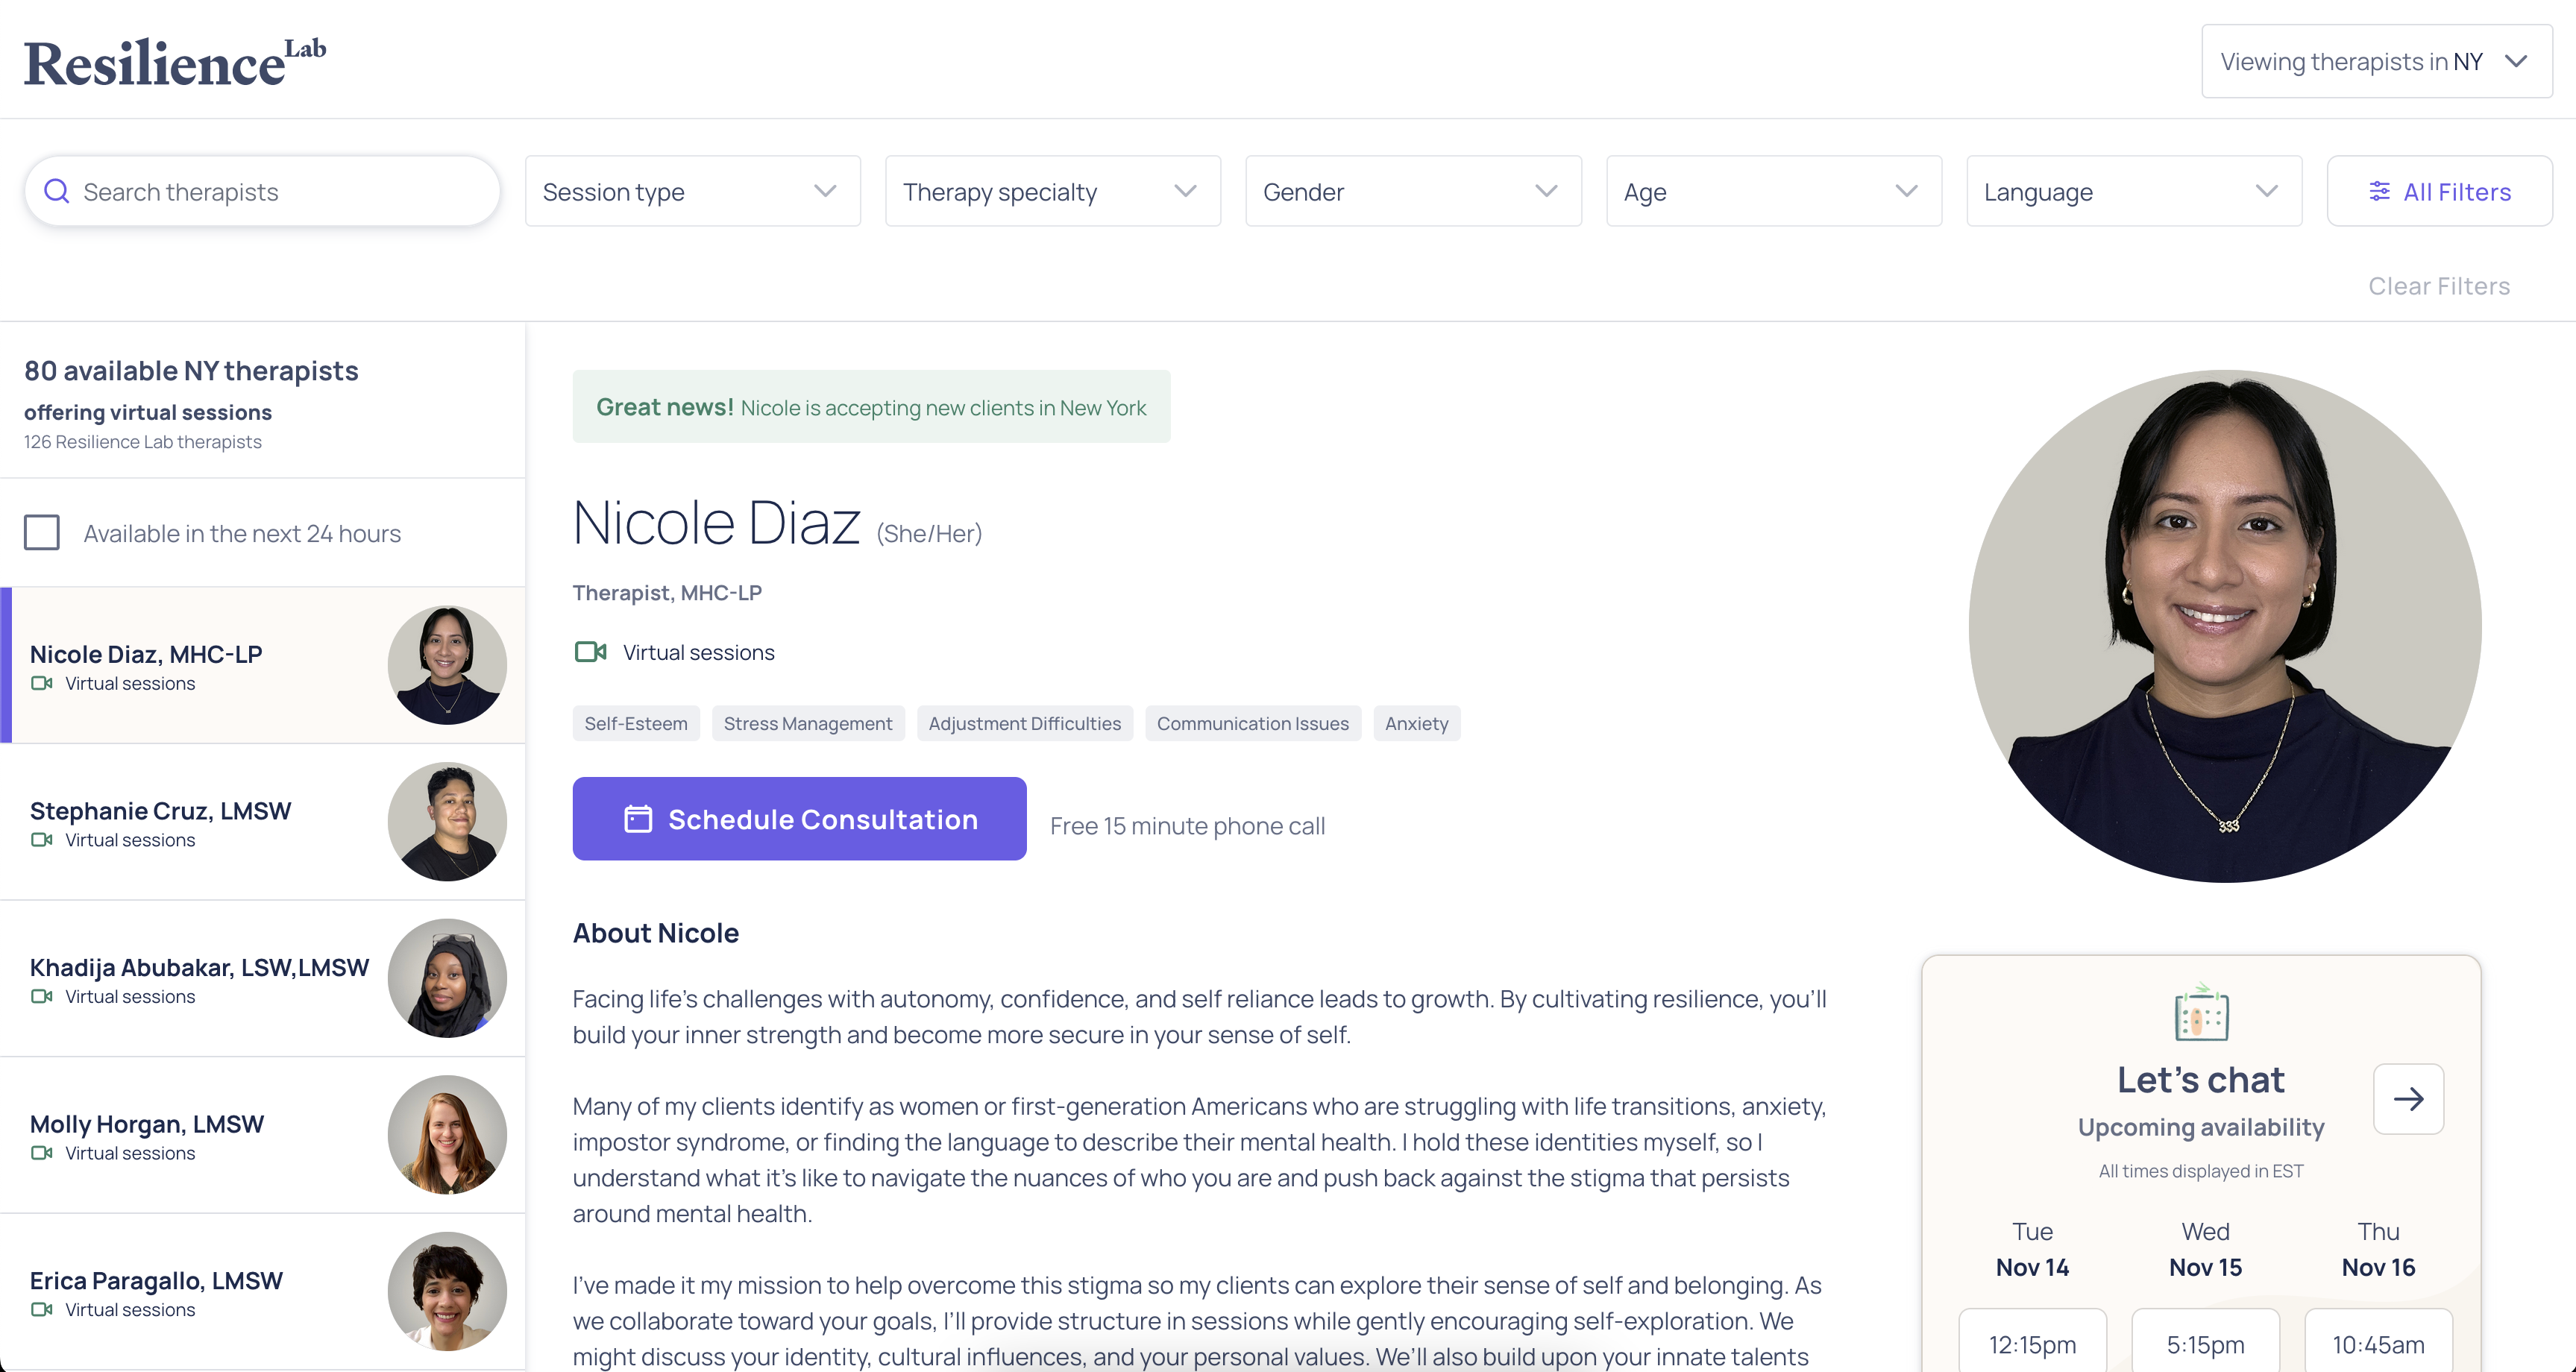 Resilience Lab
Viewing therapists in NY
Search therapists
Session type
Therapy specialty
Gender
Age
Language
All Filters
Clear Filters
80 available NY therapists
offering virtual sessions
126 Resilience Lab therapists
Available in the next 24 hours
Nicole Diaz, MHC-LP
Virtual sessions
Stephanie Cruz, LMSW
Virtual sessions
Khadija Abubakar, LSW,LMSW
Virtual sessions
Molly Horgan, LMSW
Virtual sessions
Erica Paragallo, LMSW
Virtual sessions
Great news! Nicole is accepting new clients in New York
Nicole Diaz (She/Her)
Therapist, MHC-LP
Virtual sessions
Self-Esteem
Stress Management
Adjustment Difficulties
Communication Issues
Anxiety
Schedule Consultation
Free 15 minute phone call
About Nicole
Facing life's challenges with autonomy, confidence, and self reliance leads to growth. By cultivating resilience, you'll
build your inner strength and become more secure in your sense of self.
Many of my clients identify as women or first-generation Americans who are struggling with life transitions, anxiety,
impostor syndrome, or finding the language to describe their mental health. I hold these identities myself, so I
understand what it's like to navigate the nuances of who you are and push back against the stigma that persists
around mental health.
I've made it my mission to help overcome this stigma so my clients can explore their sense of self and belonging. As
we collaborate toward your goals, I'll provide structure in sessions while gently encouraging self-exploration. We
might discuss your identity, cultural influences, and your personal values. We'll also build upon your innate talents
333
Let's chat
Upcoming availability
All times displayed in EST
Tue
Nov 14
Wed
Nov 15
Thu
Nov 16
12:15pm
5:15pm
10:45am